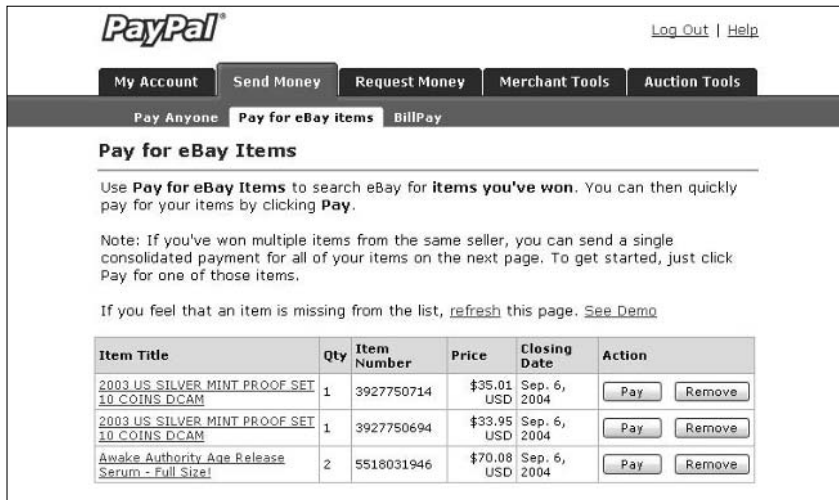 PayPal®
Log Out | Help
My Account Send Money Request Money Merchant Tools Auction Tools
Pay Anyone Pay for eBay items BillPay
Pay for eBay Items
Use Pay for eBay Items to search eBay for items you've won. You can then quickly
pay for your items by clicking Pay.
Note: If you've won multiple items from the same seller, you can send a single
consolidated payment for all of your items on the next page. To get started, just click
Pay for one of those items.
If you feel that an item is missing from the list, refresh this page. See Demo
Item Title Qty Item Number Price Closing Date Action
2003 US SILVER MINT PROOF SET 10 COINS DCAM 1 3927750714 $35.01 USD Sep. 6, 2004 Pay Remove
2003 US SILVER MINT PROOF SET 10 COINS DCAM 1 3927750694 $33.95 USD Sep. 6, 2004 Pay Remove
Awake Authority Age Release Serum - Full Size! 2 5518031946 $70.08 USD Sep. 6, 2004 Pay Remove